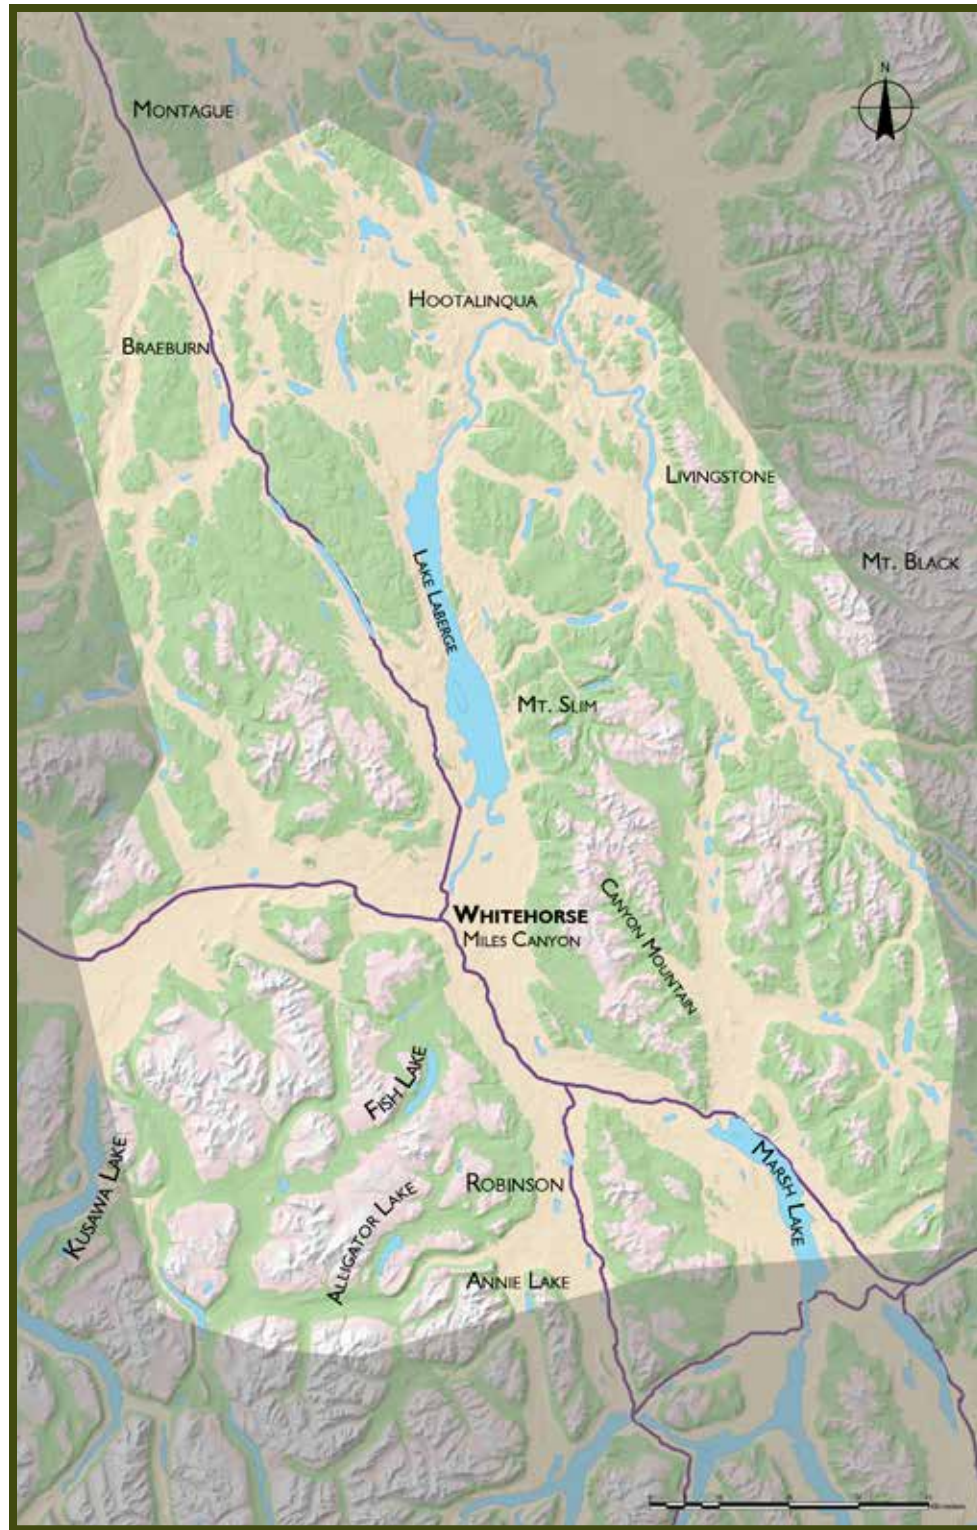 N
Montague
Hootalinqua
Braeburn
Livingstone
Mt. Black
Lake Laberge
Mt. Slim
Canyon Mountain
Whitehorse
Miles Canyon
Fish Lake
Marsh Lake
Kusawa Lake
Robinson
Alligator Lake
Annie Lake